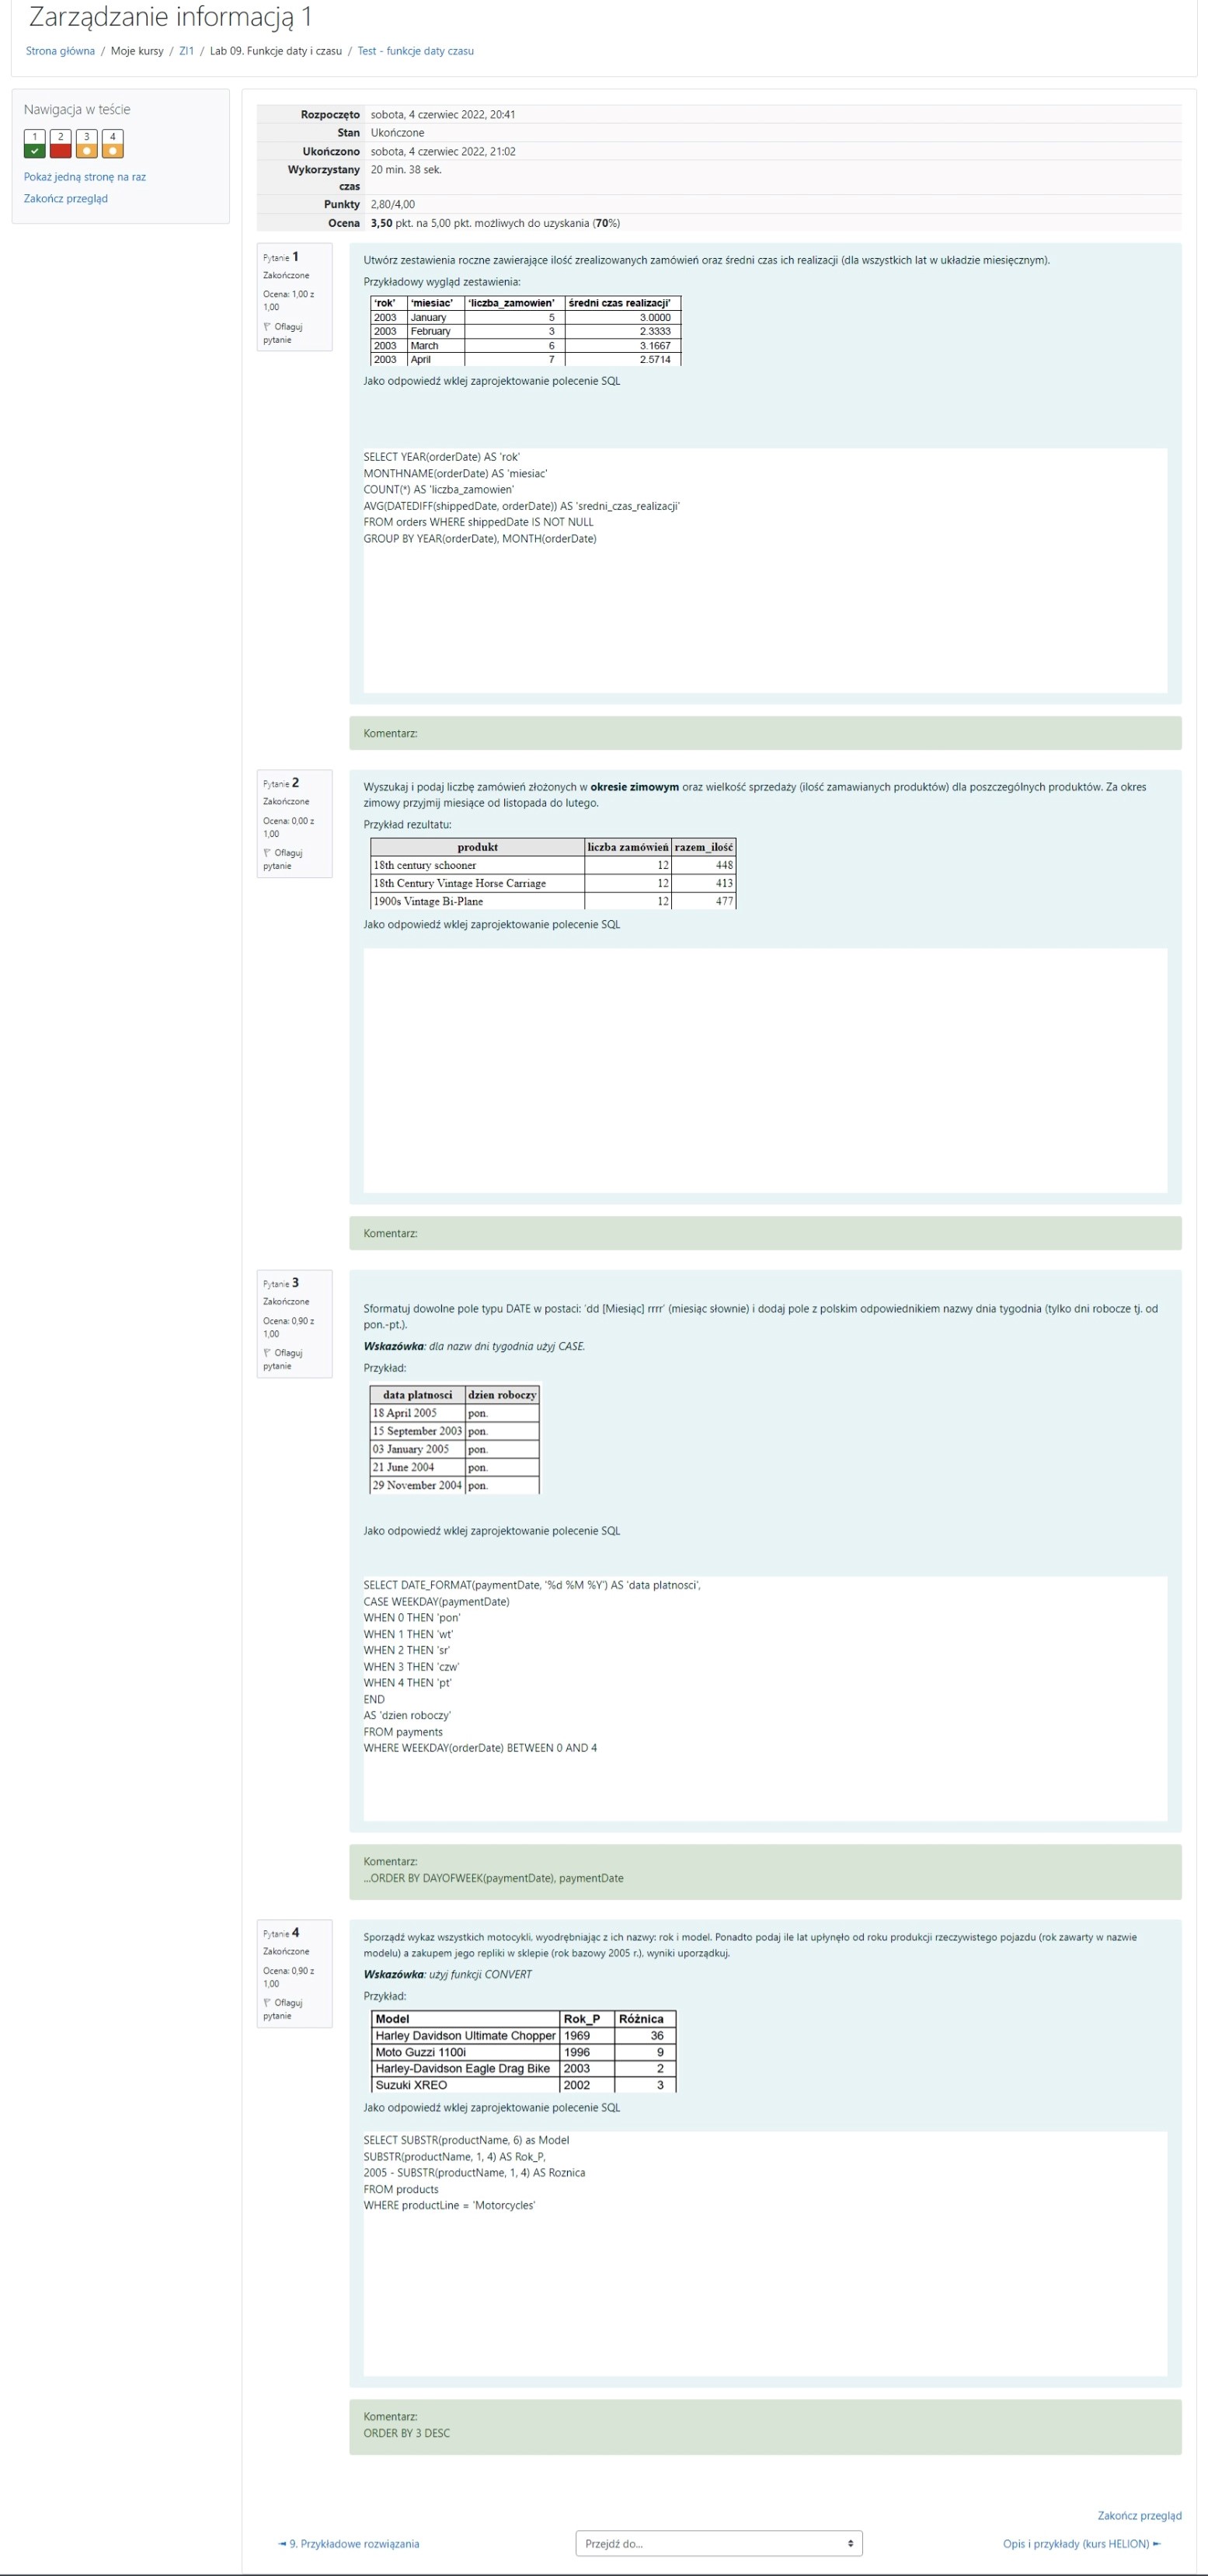 Zarządzanie informacją 1
Strona główna / Moje kursy / ZI1 / Lab 09. Funkcje daty i czasu / Test - funkcje daty czasu
Nawigacja w teście
1 2 3 4
Pokaż jedną stronę na raz
Zakończ przegląd
Rozpoczęto sobota, 4 czerwiec 2022, 20:41
Stan Ukończone
Ukończono sobota, 4 czerwiec 2022, 21:02
Wykorzystany czas 20 min. 38 sek.
Punkty 2,80/4,00
Ocena 3,50 pkt. na 5,00 pkt. możliwych do uzyskania (70%)
Pytanie 1
Zakończone
Ocena: 1,00 z
1,00
Oflaguj
pytanie
Utwórz zestawienia roczne zawierające ilość zrealizowanych zamówień oraz średni czas ich realizacji (dla wszystkich lat w układzie miesięcznym).
Przykładowy wygląd zestawienia:
'rok' 'miesiac' 'liczba_zamowien' średni czas realizacji'
2003 January 5 3.0000
2003 February 3 2.3333
2003 March 6 3.1667
2003 April 7 2.5714
Jako odpowiedź wklej zaprojektowanie polecenie SQL
SELECT YEAR(orderDate) AS 'rok'
MONTHNAME(orderDate) AS 'miesiac'
COUNT(*) AS 'liczba_zamowien'
AVG(DATEDIFF(shippedDate, orderDate)) AS 'sredni_czas_realizacji'
FROM orders WHERE shippedDate IS NOT NULL
GROUP BY YEAR(orderDate), MONTH(orderDate)
Komentarz:
Pytanie 2
Zakończone
Ocena: 0,00 z
1,00
Oflaguj
pytanie
Wyszukaj i podaj liczbę zamówień złożonych w okresie zimowym oraz wielkość sprzedaży (ilość zamawianych produktów) dla poszczególnych produktów. Za okres
zimowy przyjmij miesiące od listopada do lutego.
Przykład rezultatu:
produkt liczba zamówień razem_ilość
18th century schooner 12 448
18th Century Vintage Horse Carriage 12 413
1900s Vintage Bi-Plane 12 477
Jako odpowiedź wklej zaprojektowanie polecenie SQL
Komentarz:
Pytanie 3
Zakończone
Ocena: 0,90 z
1,00
Oflaguj
pytanie
Sformatuj dowolne pole typu DATE w postaci: 'dd [Miesiąc] rrrr' (miesiąc słownie) i dodaj pole z polskim odpowiednikiem nazwy dnia tygodnia (tylko dni robocze tj. od
pon.-pt.).
Wskazówka: dla nazw dni tygodnia użyj CASE.
Przykład:
data platnosci dzien roboczy
18 April 2005 pon.
15 September 2003 pon.
03 January 2005 pon.
21 June 2004 pon.
29 November 2004 pon.
Jako odpowiedź wklej zaprojektowanie polecenie SQL
SELECT DATE_FORMAT(paymentDate, '%d %M %Y') AS 'data platnosci',
CASE WEEKDAY(paymentDate)
WHEN 0 THEN 'pon'
WHEN 1 THEN 'wt'
WHEN 2 THEN 'sr'
WHEN 3 THEN 'czw'
WHEN 4 THEN 'pt'
END
AS 'dzien roboczy'
FROM payments
WHERE WEEKDAY(orderDate) BETWEEN 0 AND 4
Komentarz:
...ORDER BY DAYOFWEEK(paymentDate), paymentDate
Pytanie 4
Zakończone
Ocena: 0,90 z
1,00
Oflaguj
pytanie
Sporządź wykaz wszystkich motocykli, wyodrębniając z ich nazwy: rok i model. Ponadto podaj ile lat upłynęło od roku produkcji rzeczywistego pojazdu (rok zawarty w nazwie
modelu) a zakupem jego repliki w sklepie (rok bazowy 2005 r.), wyniki uporządkuj.
Wskazówka: użyj funkcji CONVERT
Przykład:
Model Rok_P Różnica
Harley Davidson Ultimate Chopper 1969 36
Moto Guzzi 1100i 1996 9
Harley-Davidson Eagle Drag Bike 2003 2
Suzuki XREO 2002 3
Jako odpowiedź wklej zaprojektowanie polecenie SQL
SELECT SUBSTR(productName, 6) as Model
SUBSTR(productName, 1, 4) AS Rok_P,
2005 - SUBSTR(productName, 1, 4) AS Roznica
FROM products
WHERE productLine = 'Motorcycles'
Komentarz:
ORDER BY 3 DESC
Zakończ przegląd
◄ 9. Przykładowe rozwiązania
Przejdź do...
Opis i przykłady (kurs HELION) ►